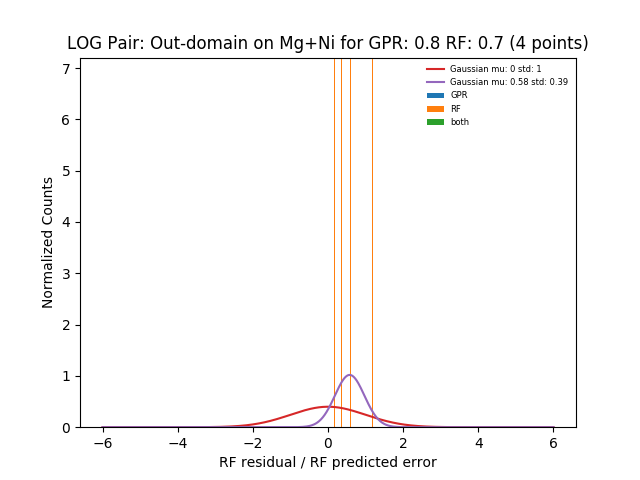 LOG Pair: Out-domain on Mg+Ni for GPR: 0.8 RF: 0.7 (4 points)
Gaussian mu: 0 std: 1
Gaussian mu: 0.58 std: 0.39
GPR
RF
both
7
6
5
4
3
2
1
0
Normalized Counts
−6 −4 −2 0 2 4 6
RF residual / RF predicted error